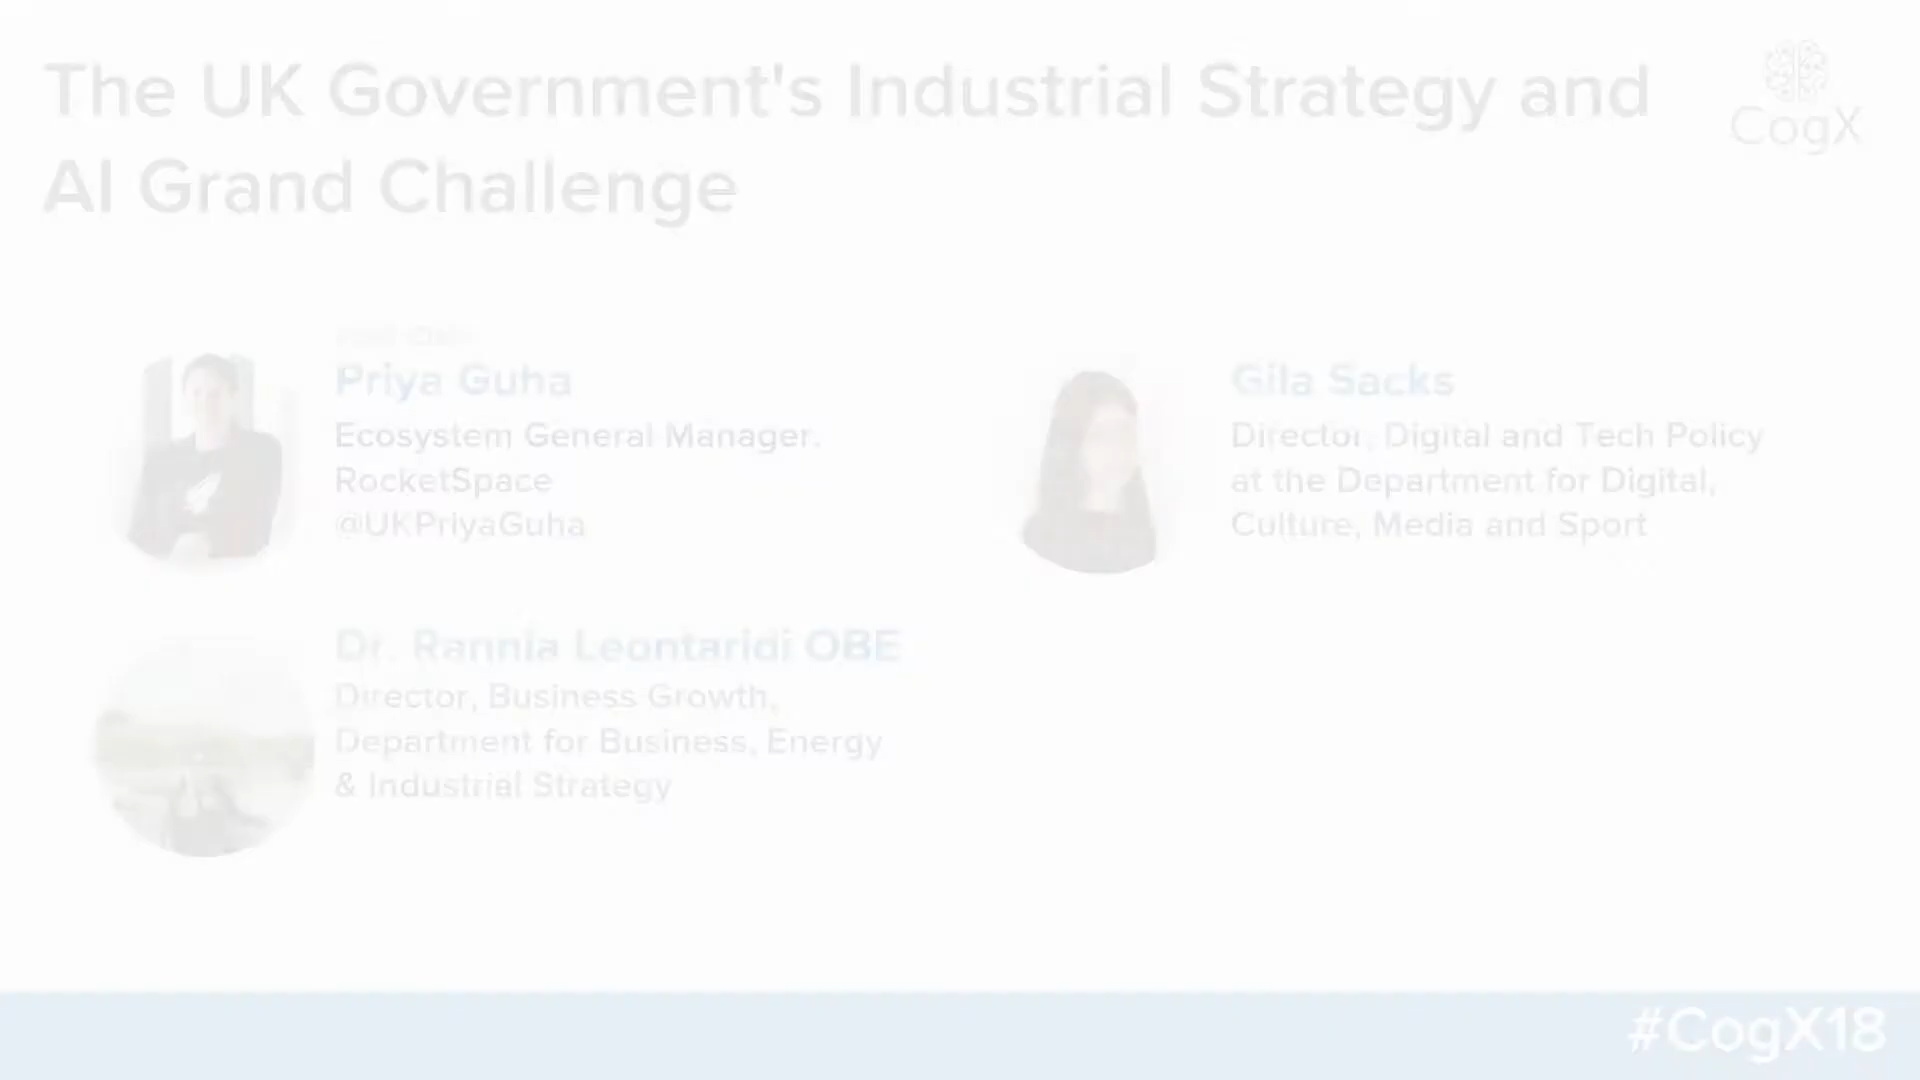 The UK Government's Industrial Strategy and
AI Grand Challenge
CogX
Priya Guha
Ecosystem General Manager.
RocketSpace
@UKPriyaGuha
Gila Sacks
Director, Digital and Tech Policy
at the Department for Digital,
Culture, Media and Sport
Dr. Rannia Leontaridi OBE
Director, Business Growth,
Department for Business, Energy
& Industrial Strategy
#CogX18